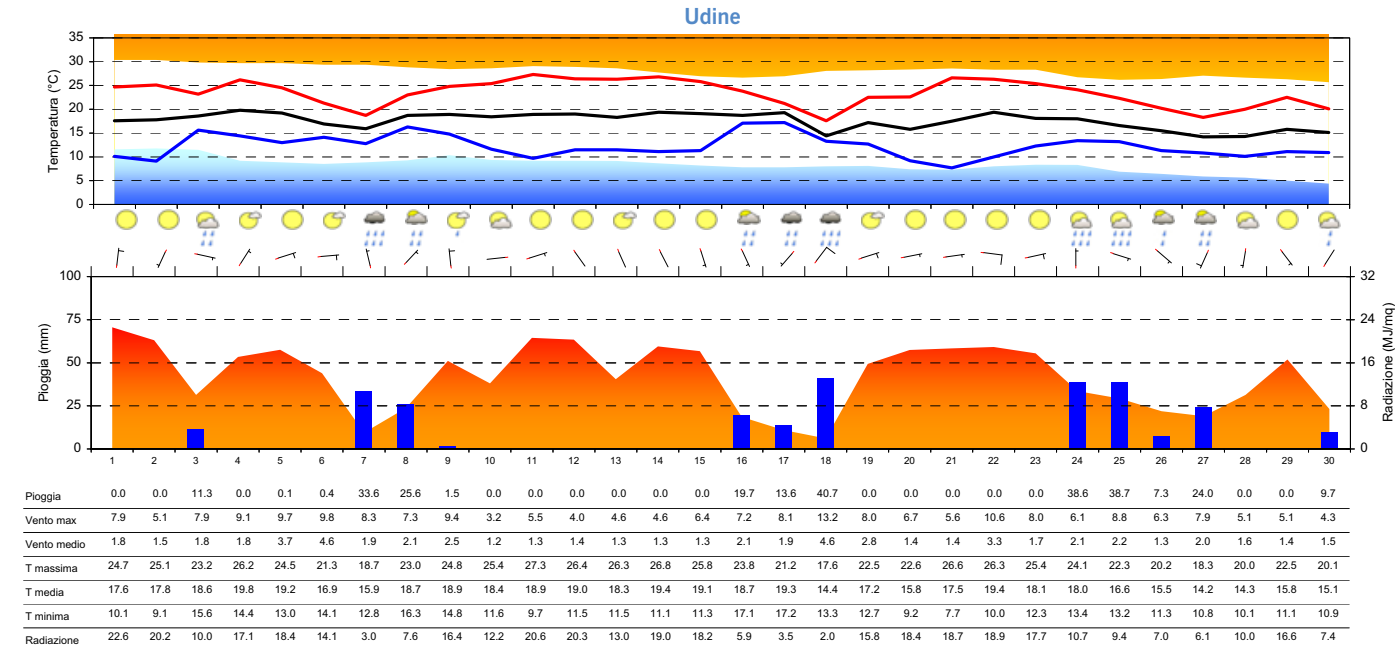 Udine
Temperatura (°C)
35
30
25
20
15
10
5
0
Pioggia (mm)
100
75
50
25
0
Radiazione (MJ/mq)
32
24
16
8
0
1 2 3 4 5 6 7 8 9 10 11 12 13 14 15 16 17 18 19 20 21 22 23 24 25 26 27 28 29 30
Pioggia 0.0 0.0 11.3 0.0 0.1 0.4 33.6 25.6 1.5 0.0 0.0 0.0 0.0 0.0 0.0 19.7 13.6 40.7 0.0 0.0 0.0 0.0 0.0 38.6 38.7 7.3 24.0 0.0 0.0 9.7
Vento max 7.9 5.1 7.9 9.1 9.7 9.8 8.3 7.3 9.4 3.2 5.5 4.0 4.6 4.6 6.4 7.2 8.1 13.2 8.0 6.7 5.6 10.6 8.0 6.1 8.8 6.3 7.9 5.1 5.1 4.3
Vento medio 1.8 1.5 1.8 1.8 3.7 4.6 1.9 2.1 2.5 1.2 1.3 1.4 1.3 1.3 1.3 2.1 1.9 4.6 2.8 1.4 1.4 3.3 1.7 2.1 2.2 1.3 2.0 1.6 1.4 1.5
T massima 24.7 25.1 23.2 26.2 24.5 21.3 18.7 23.0 24.8 25.4 27.3 26.4 26.3 26.8 25.8 23.8 21.2 17.6 22.5 22.6 26.6 26.3 25.4 24.1 22.3 20.2 18.3 20.0 22.5 20.1
T media 17.6 17.8 18.6 19.8 19.2 16.9 15.9 18.7 18.9 18.4 18.9 19.0 18.3 19.4 19.1 18.7 19.3 14.4 17.2 15.8 17.5 19.4 18.1 18.0 16.6 15.5 14.2 14.3 15.8 15.1
T minima 10.1 9.1 15.6 14.4 13.0 14.1 12.8 16.3 14.8 11.6 9.7 11.5 11.5 11.1 11.3 17.1 17.2 13.3 12.7 9.2 7.7 10.0 12.3 13.4 13.2 11.3 10.8 10.1 11.1 10.9
Radiazione 22.6 20.2 10.0 17.1 18.4 14.1 3.0 7.6 16.4 12.2 20.6 20.3 13.0 19.0 18.2 5.9 3.5 2.0 15.8 18.4 18.7 18.9 17.7 10.7 9.4 7.0 6.1 10.0 16.6 7.4